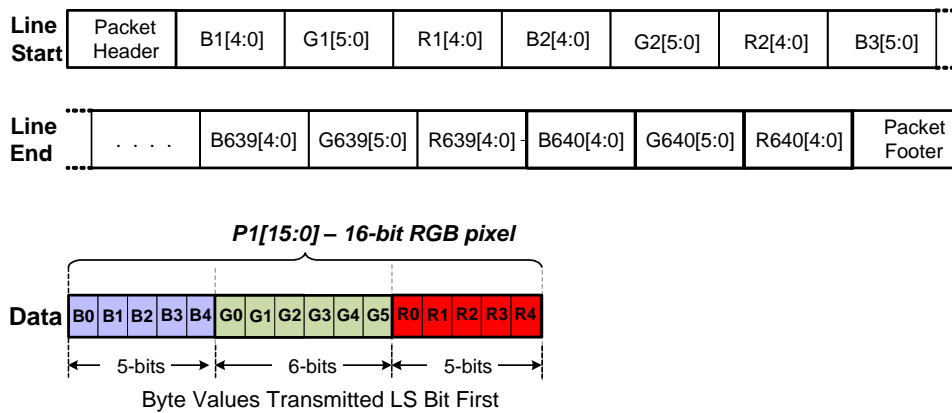 Line Start
Packet Header
B1[4:0]
G1[5:0]
R1[4:0]
B2[4:0]
G2[5:0]
R2[4:0]
B3[5:0]
Line End
. . . .
B639[4:0]
G639[5:0]
R639[4:0]
B640[4:0]
G640[5:0]
R640[4:0]
Packet Footer
P1[15:0] – 16-bit RGB pixel
Data
B0 B1 B2 B3 B4 G0 G1 G2 G3 G4 G5 R0 R1 R2 R3 R4
5-bits
6-bits
5-bits
Byte Values Transmitted LS Bit First